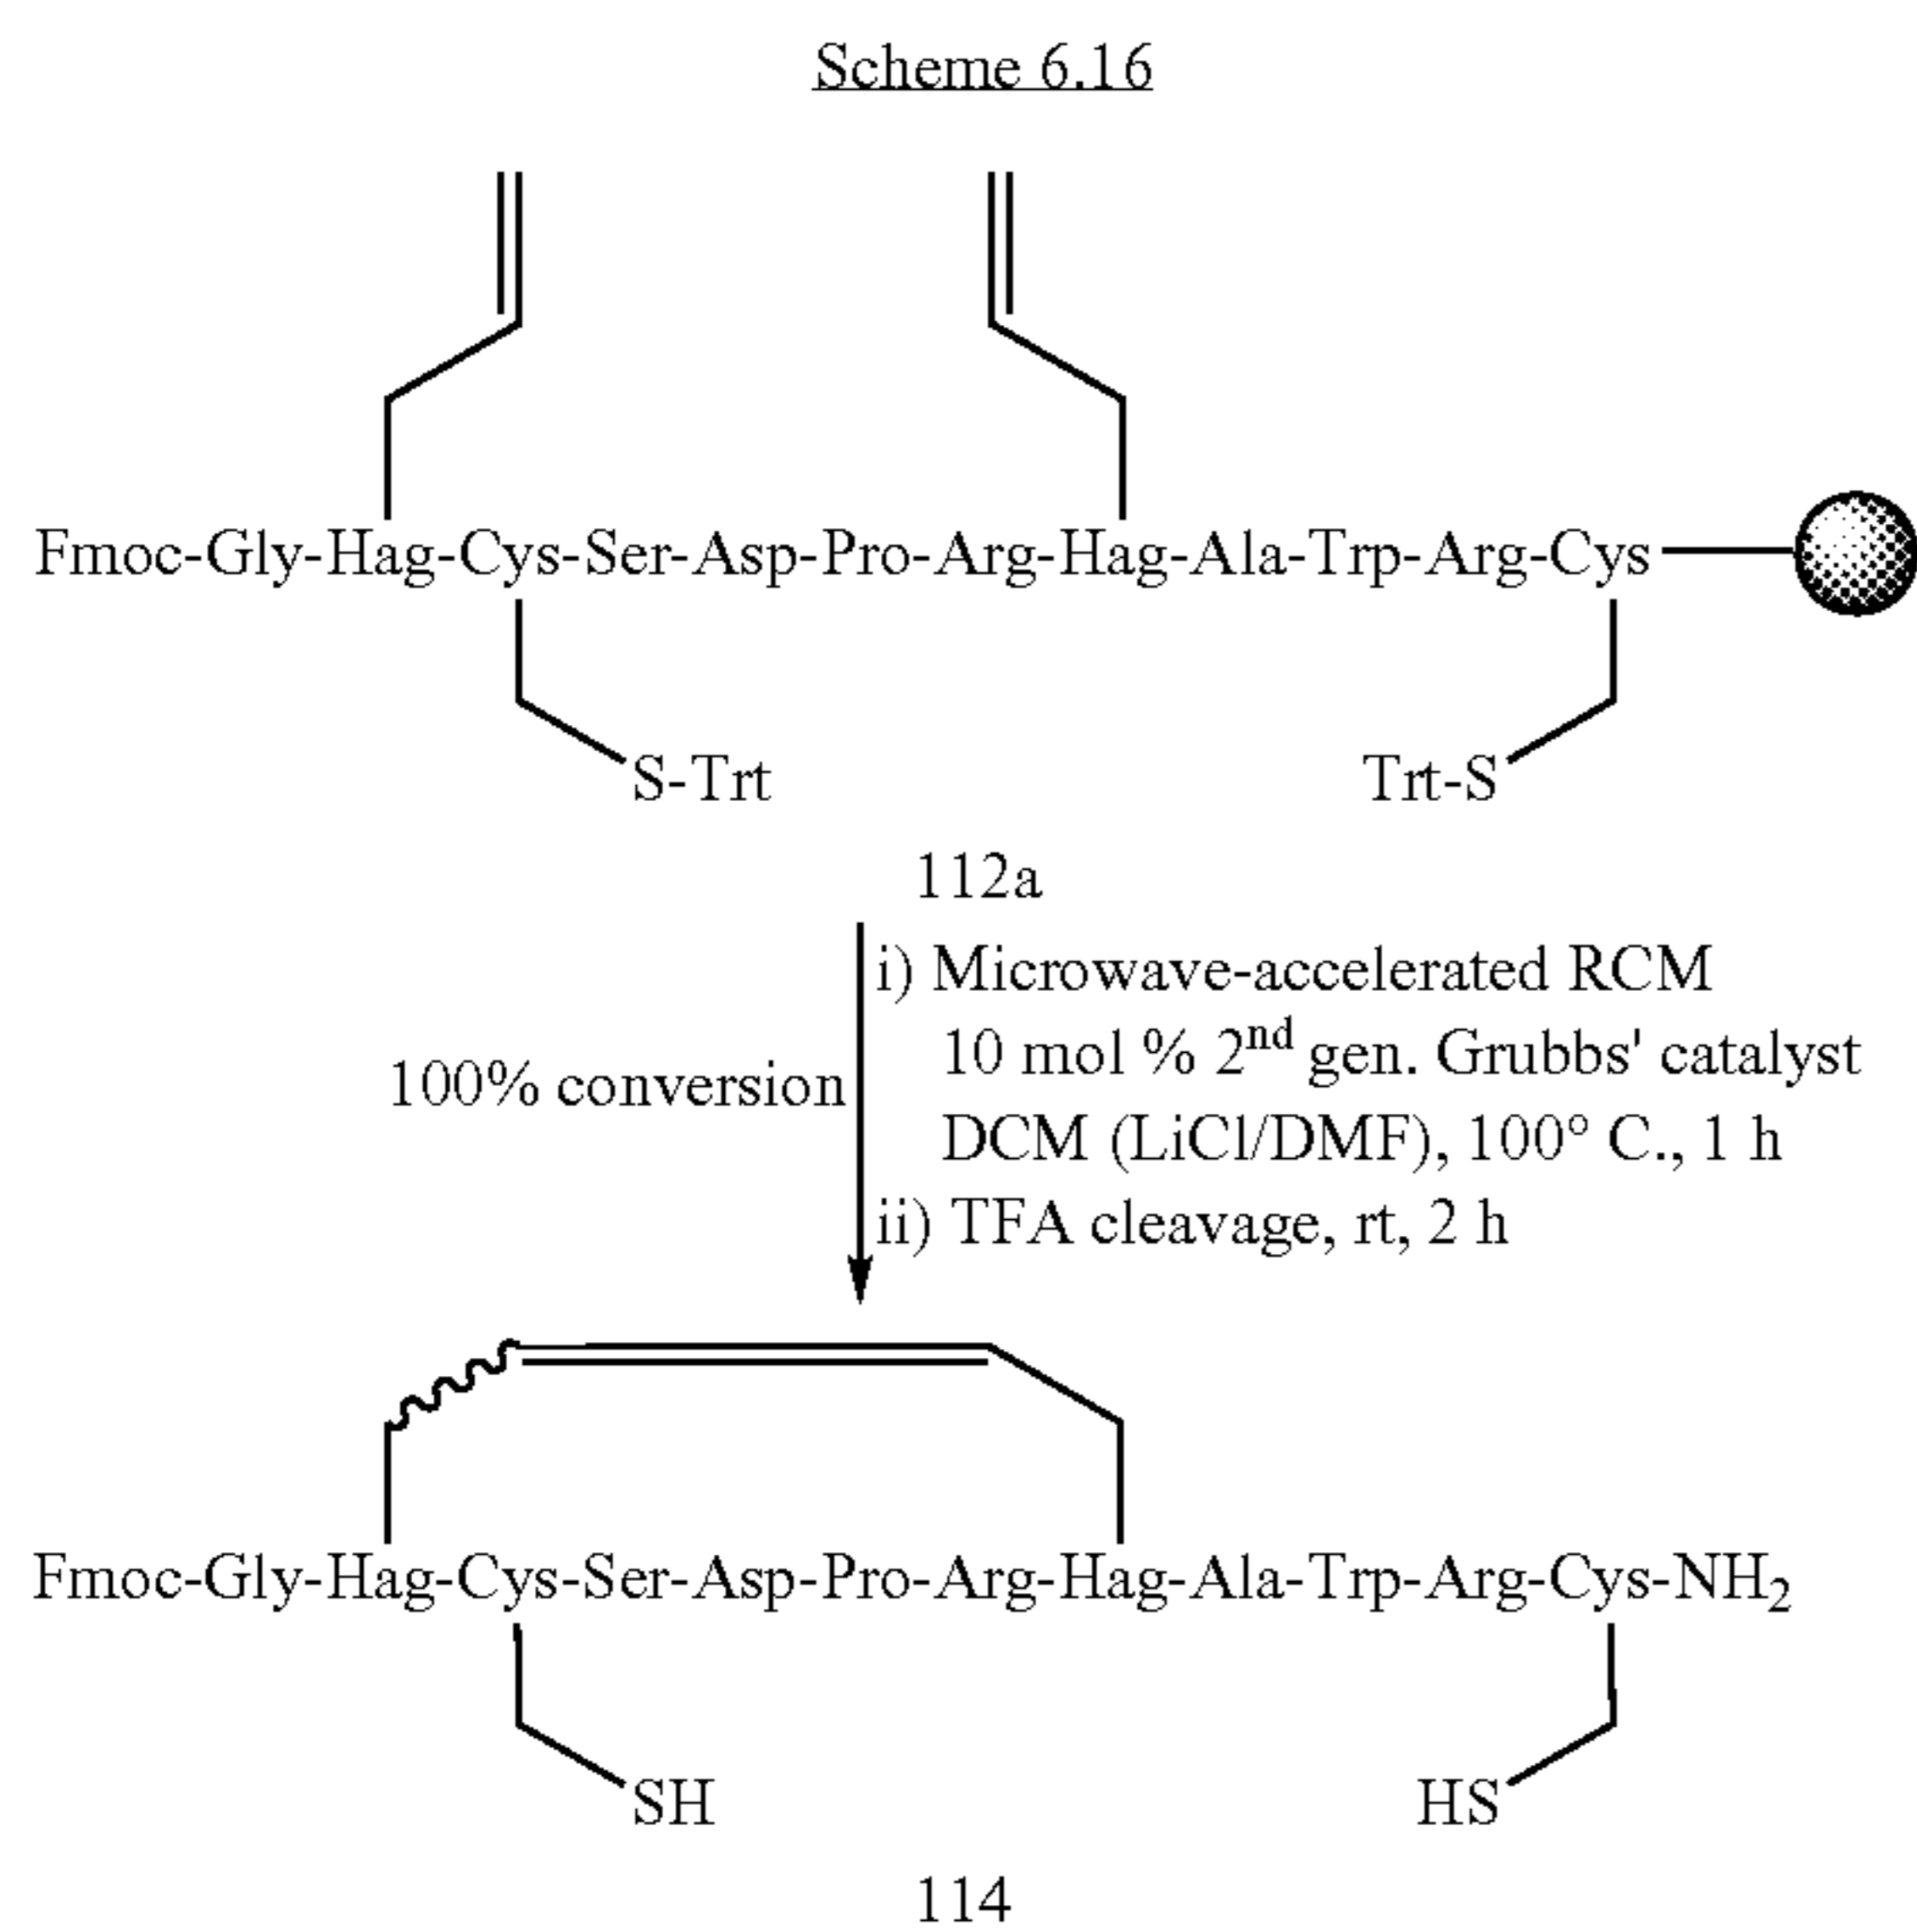 Scheme 6.16
Fmoc-Gly-Hag-Cys-Ser-Asp-Pro-Arg-Hag-Ala-Trp-Arg-Cys
S-Trt
Trt-S
112a
100% conversion
i) Microwave-accelerated RCM
10 mol % 2nd gen. Grubbs' catalyst
DCM (LiCl/DMF), 100° C., 1 h
ii) TFA cleavage, rt, 2 h
Fmoc-Gly-Hag-Cys-Ser-Asp-Pro-Arg-Hag-Ala-Trp-Arg-Cys-NH2
SH
HS
114